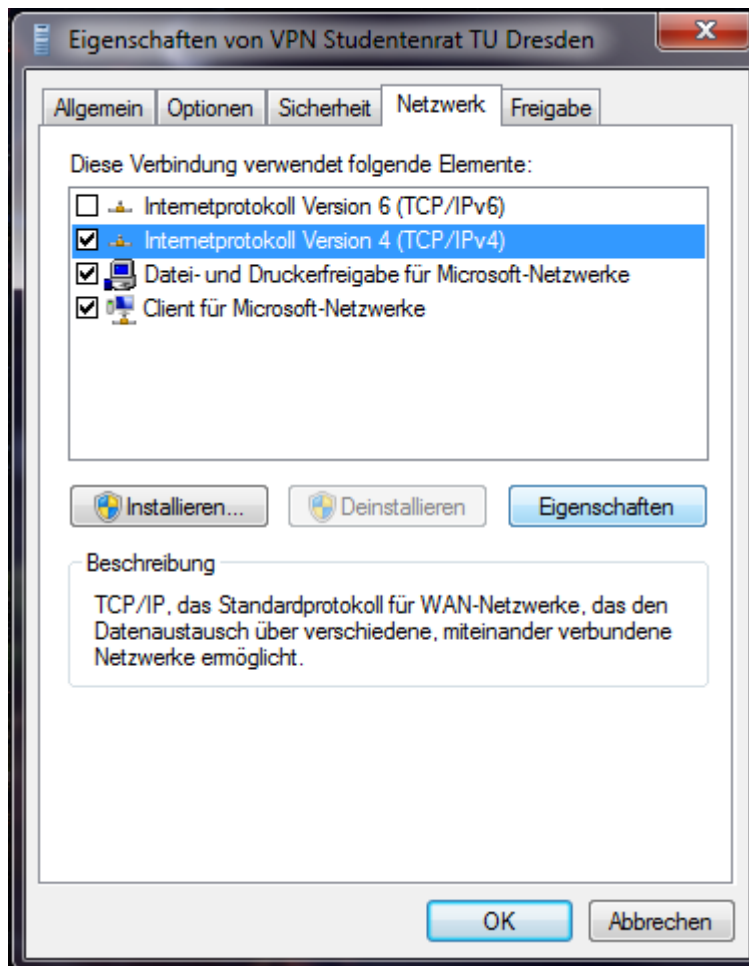 Eigenschaften von VPN Studentenrat TU Dresden
Allgemein Optionen Sicherheit Netzwerk Freigabe
Diese Verbindung verwendet folgende Elemente:
Internetprotokoll Version 6 (TCP/IPv6)
Internetprotokoll Version 4 (TCP/IPv4)
Datei- und Druckerfreigabe für Microsoft-Netzwerke
Client für Microsoft-Netzwerke
Installieren... Deinstallieren Eigenschaften
Beschreibung
TCP/IP, das Standardprotokoll für WAN-Netzwerke, das den
Datenaustausch über verschiedene, miteinander verbundene
Netzwerke ermöglicht.
OK Abbrechen